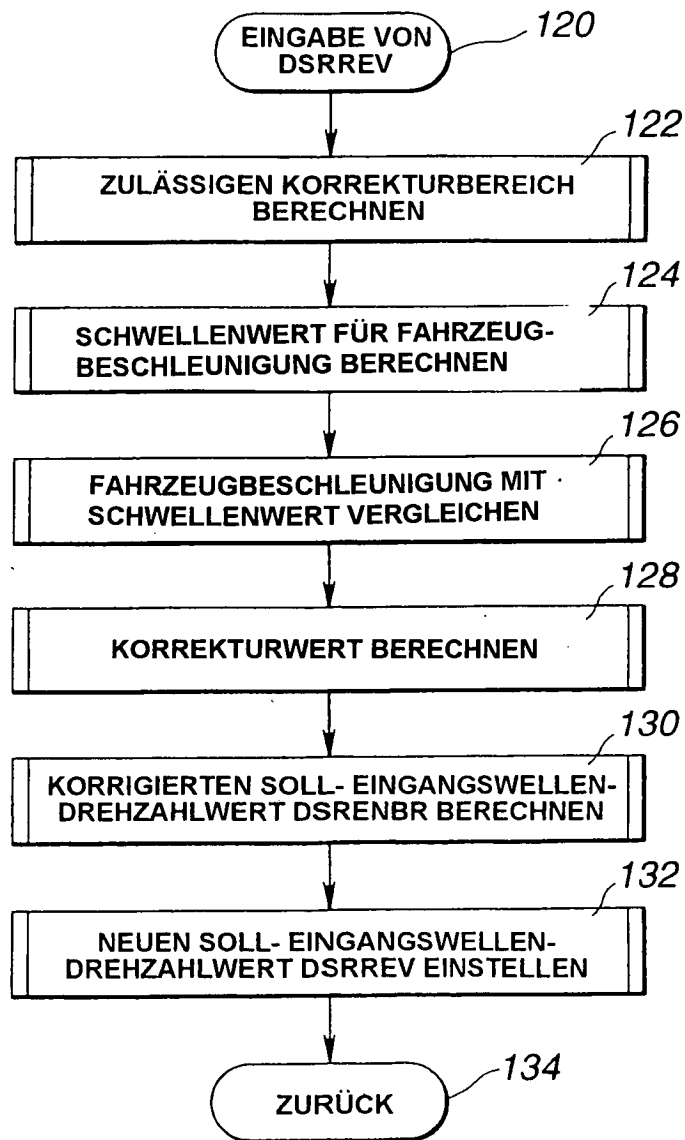 EINGABE VON
DSRREV
120
122
ZULÄSSIGEN KORREKTURBEREICH
BERECHNEN
124
SCHWELLENWERT FÜR FAHRZEUG-
BESCHLEUNIGUNG BERECHNEN
126
FAHRZEUGBESCHLEUNIGUNG MIT
SCHWELLENWERT VERGLEICHEN
128
KORREKTURWERT BERECHNEN
130
KORRIGIERTEN SOLL- EINGANGSWELLEN-
DREHZAHLWERT DSRENBR BERECHNEN
132
NEUEN SOLL- EINGANGSWELLEN-
DREHZAHLWERT DSRREV EINSTELLEN
134
ZURÜCK